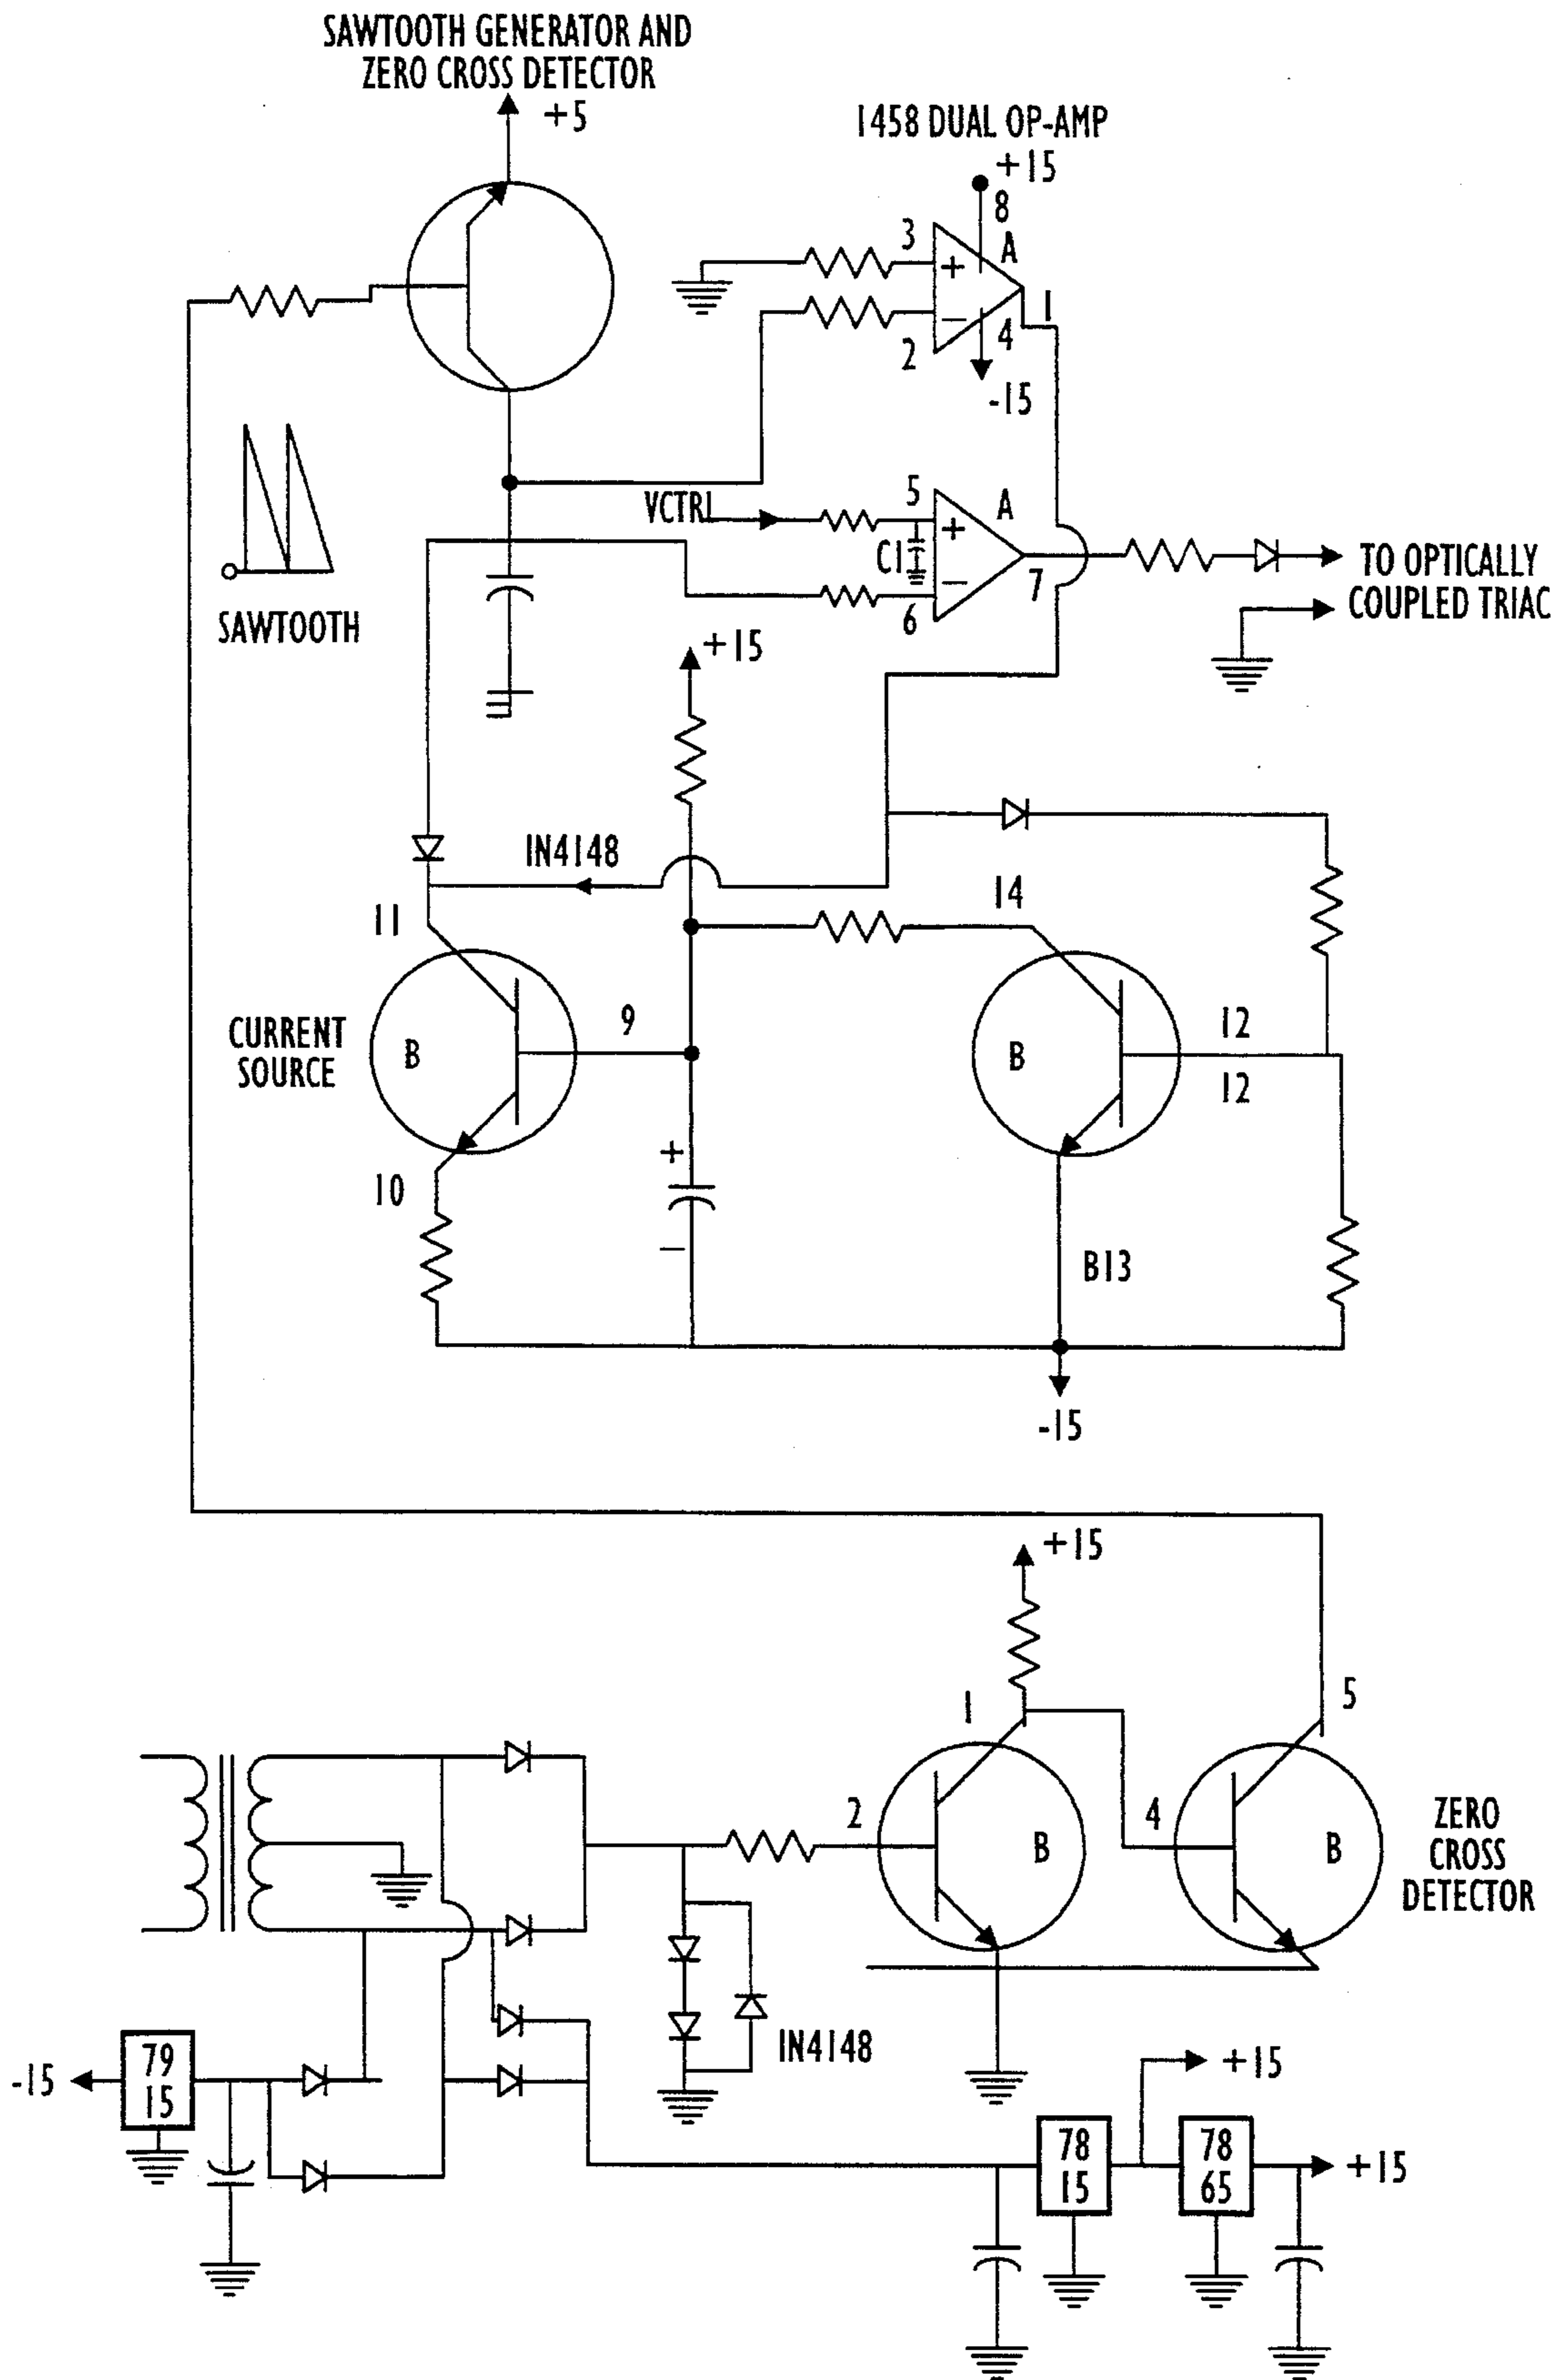 SAWTOOTH GENERATOR AND
ZERO CROSS DETECTOR
+5
1458 DUAL OP-AMP
+15
8
3
A
+
−
1
2
4
-15
VCTRL
5
A
+
C1
−
7
6
TO OPTICALLY
COUPLED TRIAC
SAWTOOTH
+15
IN4148
11
14
CURRENT
SOURCE
B
9
B
12
12
+
10
−
B13
-15
+15
1
5
2
B
4
B
ZERO
CROSS
DETECTOR
IN4148
-15
79
15
+15
78
15
78
65
+15